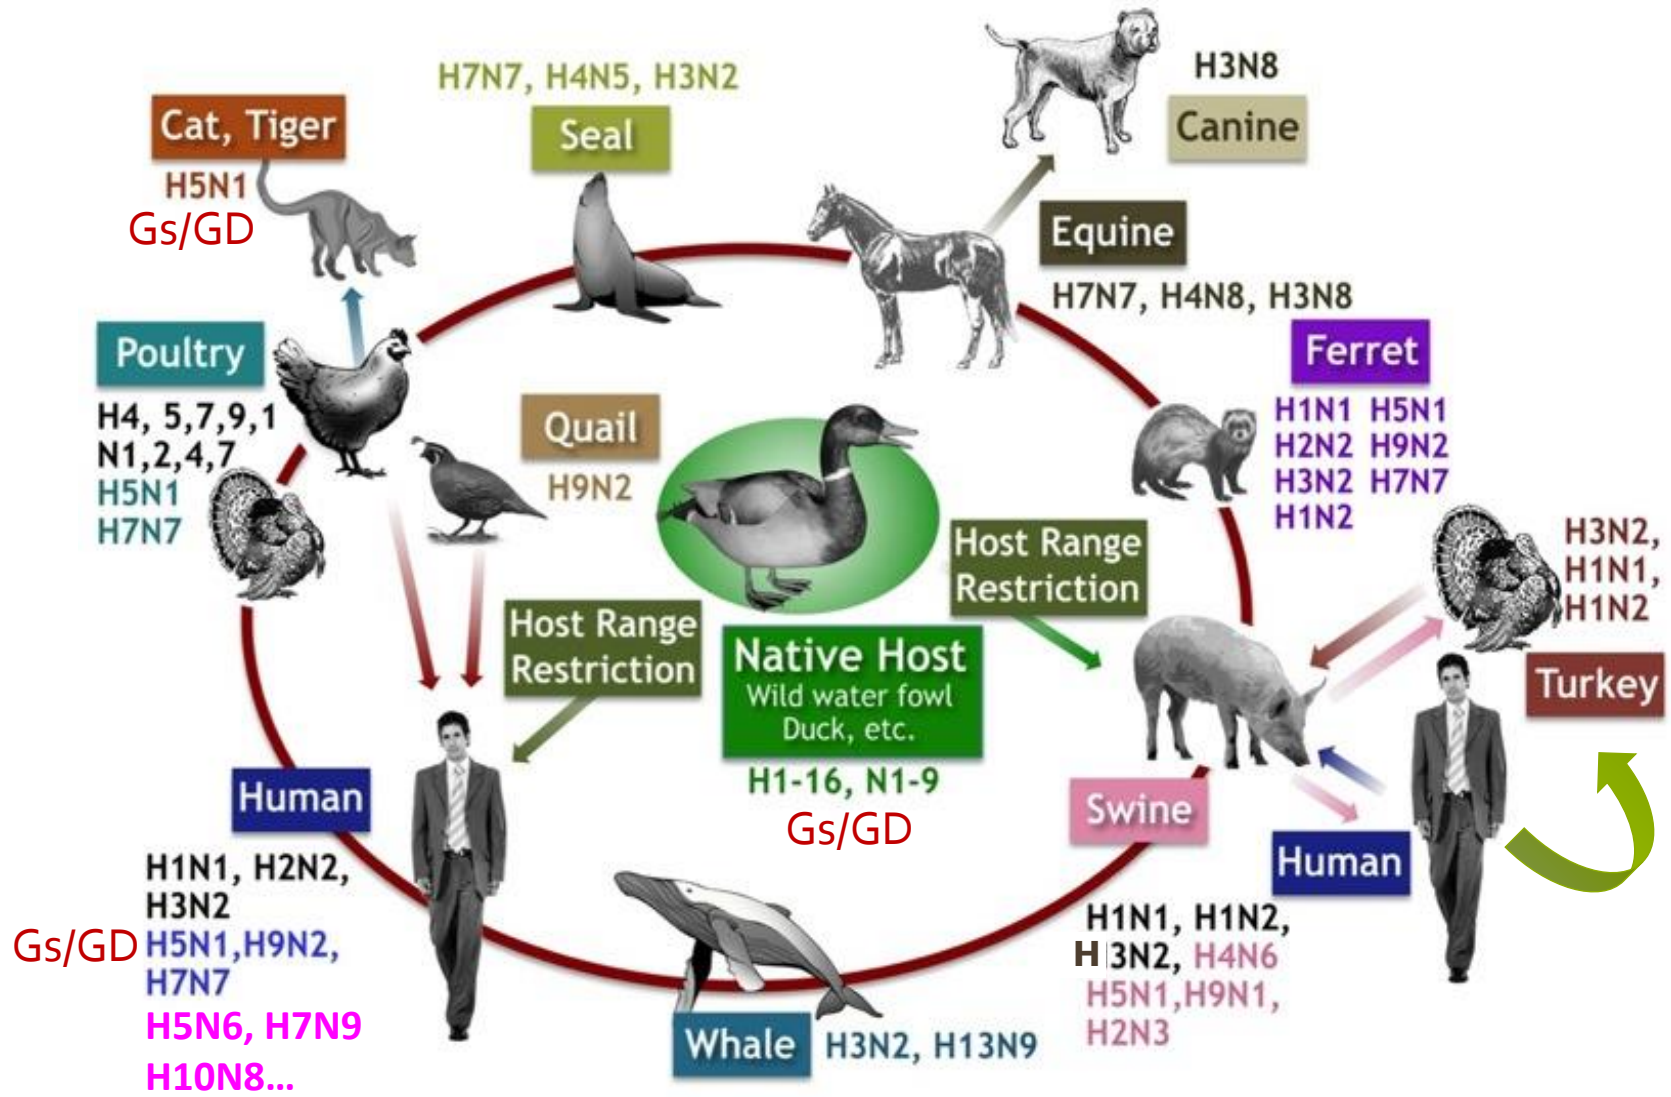 H7N7, H4N5, H3N2
Seal
H3N8
Canine
Cat, Tiger
H5N1
Gs/GD
Equine
H7N7, H4N8, H3N8
Poultry
H4, 5,7,9,1
N1,2,4,7
H5N1
H7N7
Quail
H9N2
Ferret
H1N1 H5N1
H2N2 H9N2
H3N2 H7N7
H1N2
Host Range
Restriction
H3N2,
H1N1,
H1N2
Turkey
Host Range
Restriction
Native Host
Wild water fowl
Duck, etc.
H1-16, N1-9
Gs/GD
Human
H1N1, H2N2,
H3N2
Gs/GD H5N1,H9N2,
H7N7
H5N6, H7N9
H10N8...
Swine
Human
H1N1, H1N2,
H3N2, H4N6
H5N1,H9N1,
H2N3
Whale
H3N2, H13N9